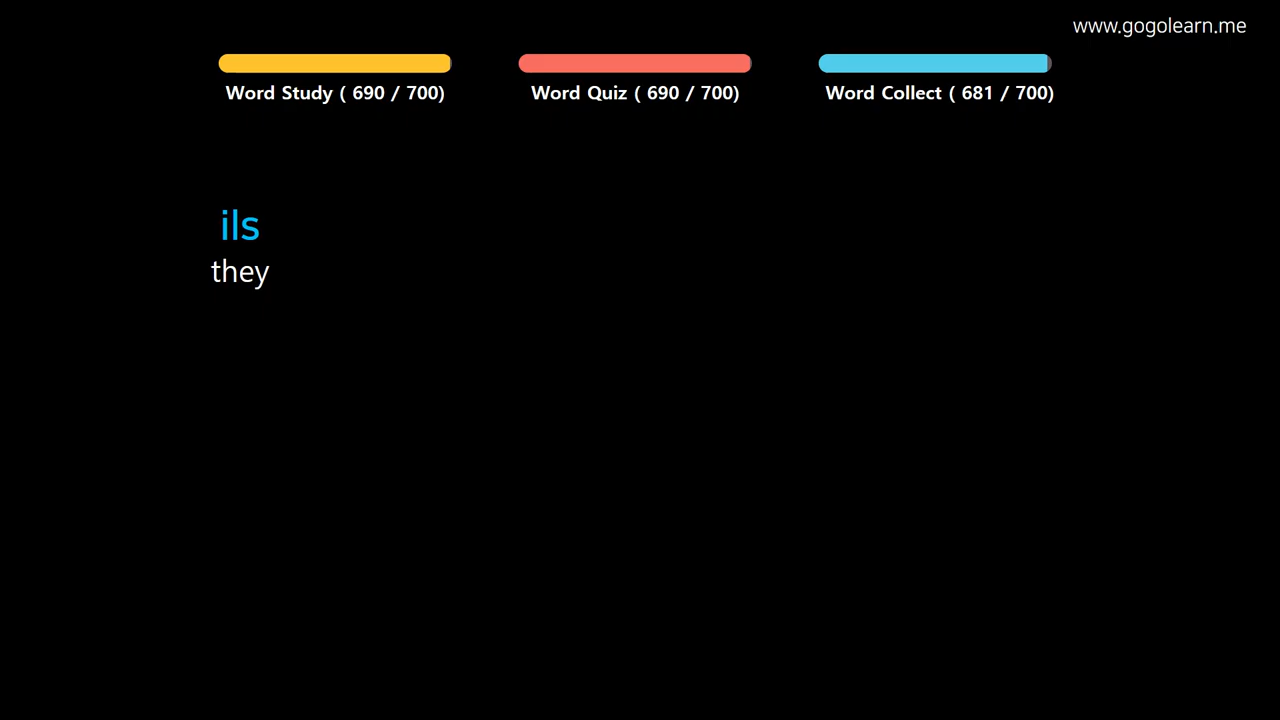 www.gogolearn.me
Word Study ( 690 / 700)
Word Quiz ( 690 / 700)
Word Collect ( 681 / 700)
ils
they